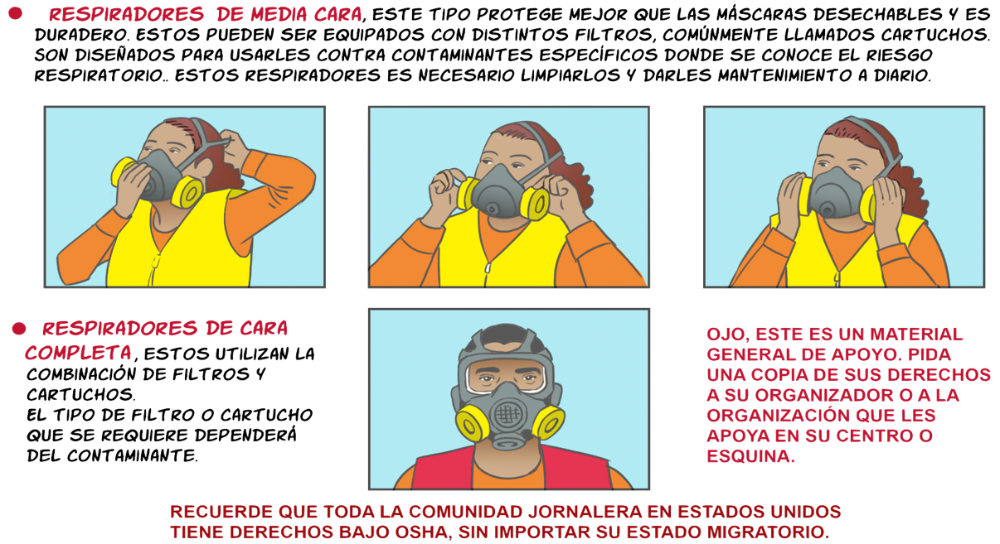 ● RESPIRADORES DE MEDIA CARA, ESTE TIPO PROTEGE MEJOR QUE LAS MÁSCARAS DESECHABLES Y ES
DURADERO. ESTOS PUEDEN SER EQUIPADOS CON DISTINTOS FILTROS, COMÚNMENTE LLAMADOS CARTUCHOS.
SON DISEÑADOS PARA USARLES CONTRA CONTAMINANTES ESPECÍFICOS DONDE SE CONOCE EL RIESGO
RESPIRATORIO.. ESTOS RESPIRADORES ES NECESARIO LIMPIARLOS Y DARLES MANTENIMIENTO A DIARIO.
● RESPIRADORES DE CARA
COMPLETA, ESTOS UTILIZAN LA
COMBINACIÓN DE FILTROS Y
CARTUCHOS.
EL TIPO DE FILTRO O CARTUCHO
QUE SE REQUIERE DEPENDERÁ
DEL CONTAMINANTE.
OJO, ESTE ES UN MATERIAL
GENERAL DE APOYO. PIDA
UNA COPIA DE SUS DERECHOS
A SU ORGANIZADOR O A LA
ORGANIZACIÓN QUE LES
APOYA EN SU CENTRO O
ESQUINA.
RECUERDE QUE TODA LA COMUNIDAD JORNALERA EN ESTADOS UNIDOS
TIENE DERECHOS BAJO OSHA, SIN IMPORTAR SU ESTADO MIGRATORIO.